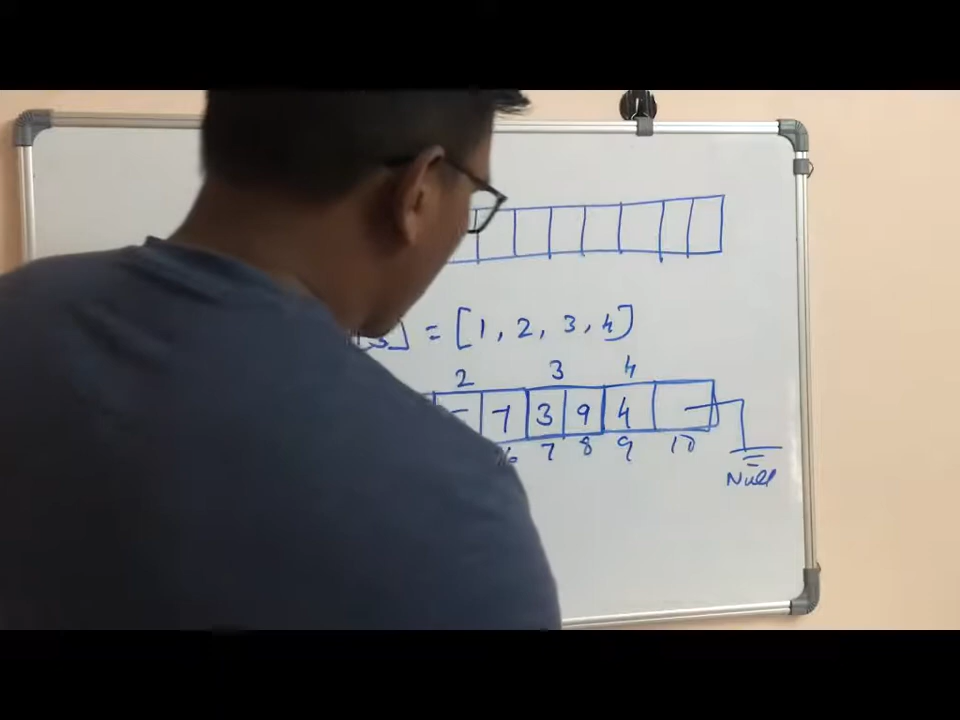 ] = [1, 2, 3, 4]
2 3 4
7 3 9 4
7 8 9 10
Null